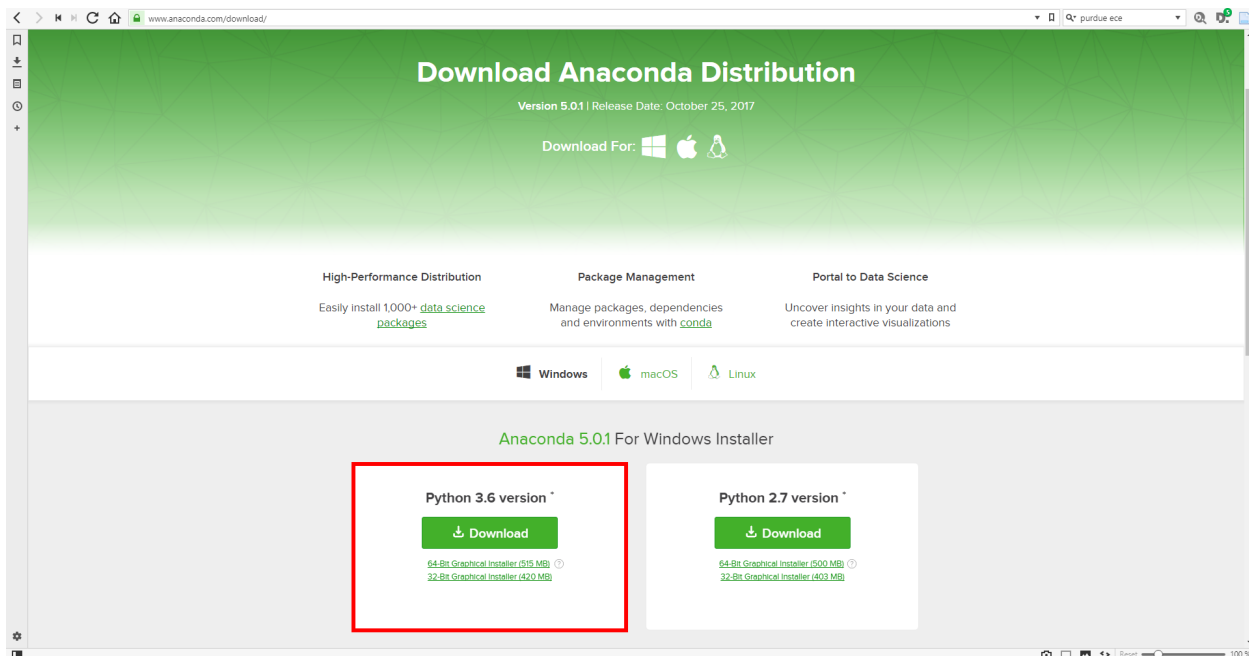 www.anaconda.com/download/
purdue ece
5
Download Anaconda Distribution
Version 5.0.1 | Release Date: October 25, 2017
Download For:
High-Performance Distribution
Package Management
Portal to Data Science
Easily install 1,000+ data science
packages
Manage packages, dependencies
and environments with conda
Uncover insights in your data and
create interactive visualizations
Windows
macOS
Linux
Anaconda 5.0.1 For Windows Installer
Python 3.6 version *
Download
64-Bit Graphical Installer (515 MB) ?
32-Bit Graphical Installer (420 MB)
Python 2.7 version *
Download
64-Bit Graphical Installer (500 MB) ?
32-Bit Graphical Installer (403 MB)
Reset
100 %